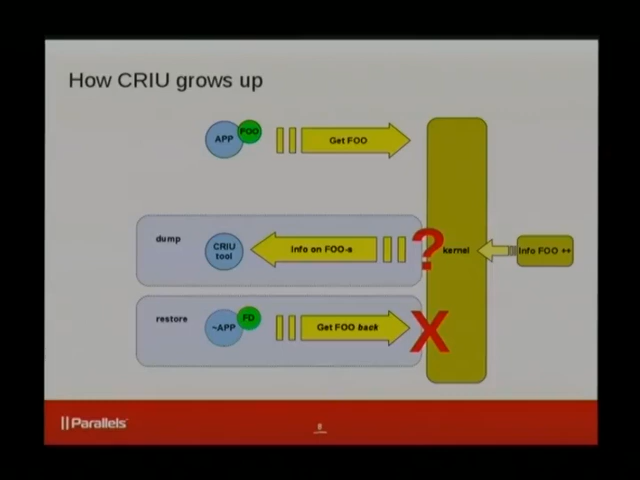 How CRIU grows up
APP
FOO
Get FOO
dump
CRIU
tool
Info on FOO-s
?
kernel
Info FOO ++
restore
~APP
FD
Get FOO back
X
Parallels
8